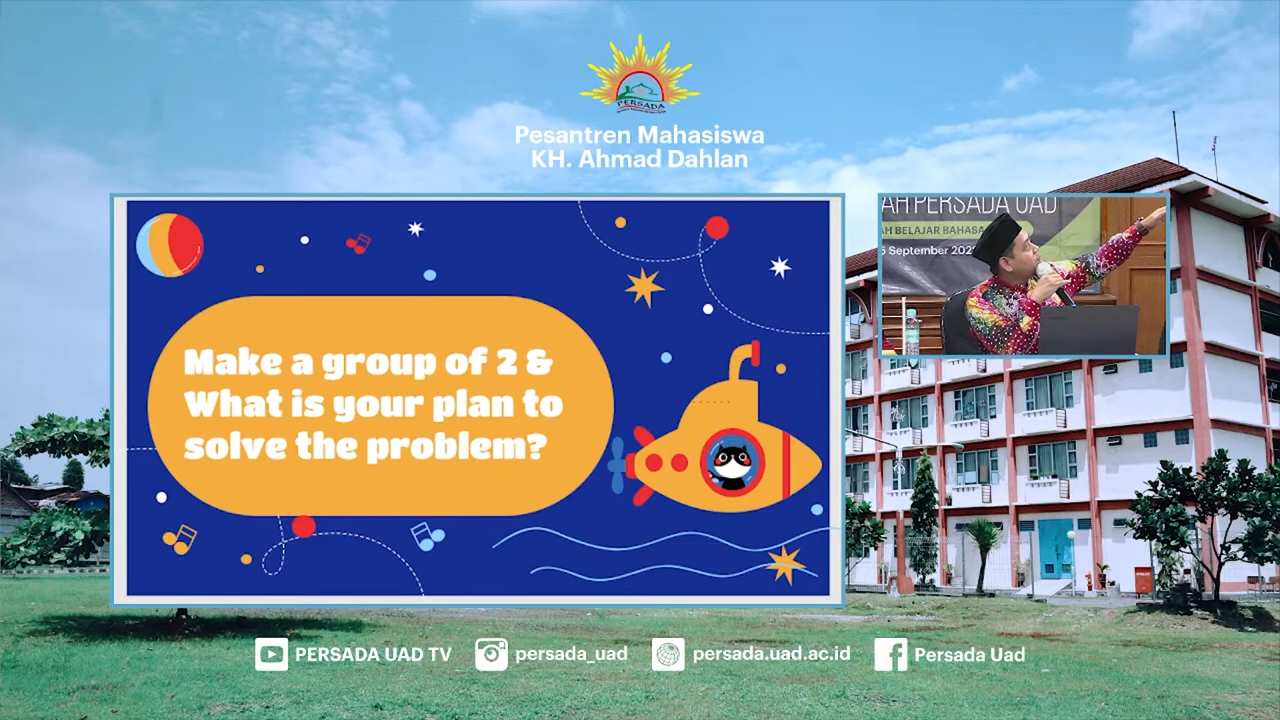 PERSADA
Pesantren Mahasiswa
KH. Ahmad Dahlan
AH PERSADA UAD
AH BELAJAR BAHASA
September 202
Make a group of 2 &
What is your plan to
solve the problem?
PERSADA UAD TV
persada_uad
persada.uad.ac.id
Persada Uad